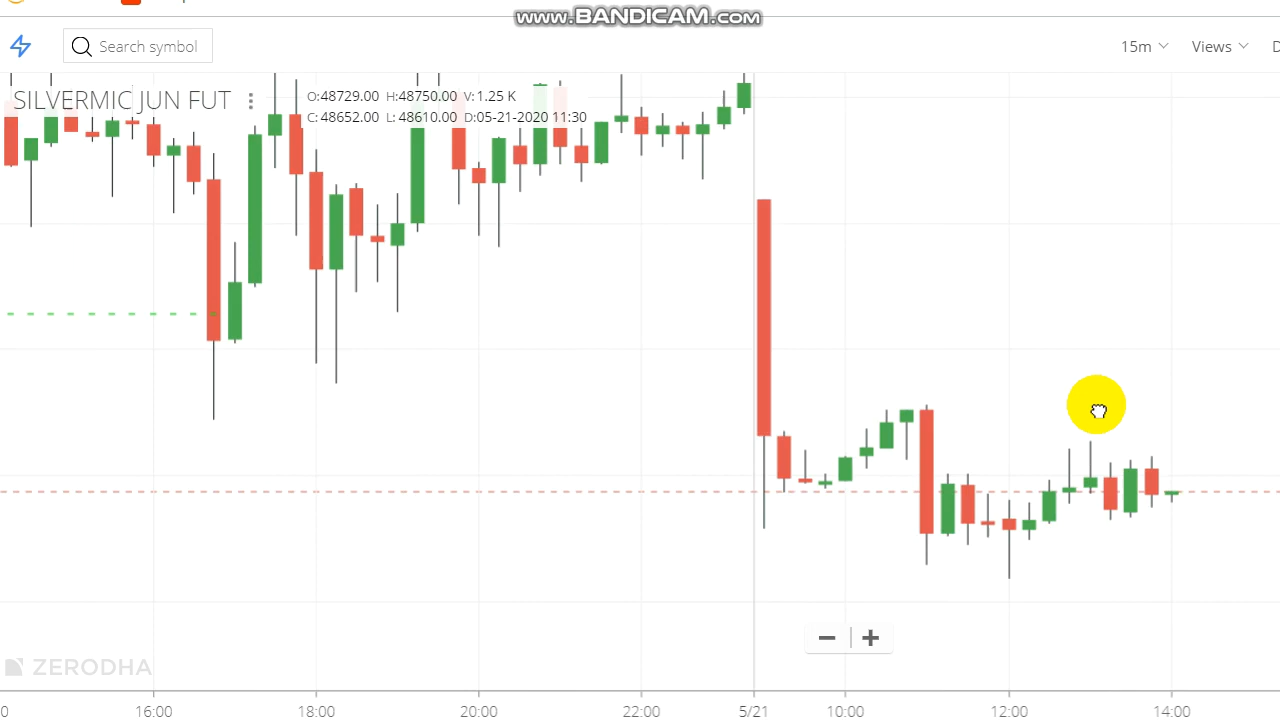 www.BANDICAM.com
Search symbol
15m
Views
D
SILVERMIC JUN FUT
O:48729.00 H:48750.00 V:1.25 K
C:48652.00 L:48610.00 D:05-21-2020 11:30
ZERODHA
0 16:00 18:00 20:00 22:00 5/21 10:00 12:00 14:00